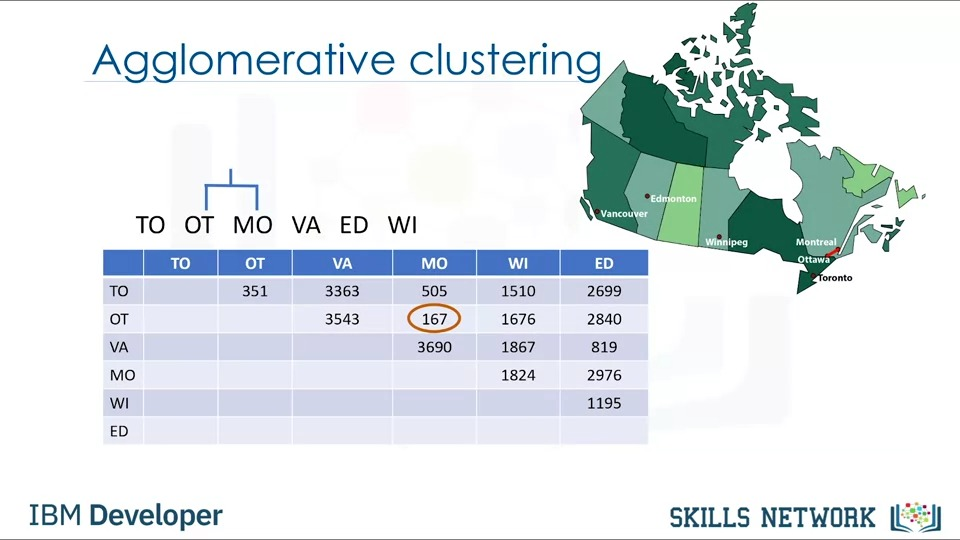 Agglomerative clustering
TO OT MO VA ED WI
TO OT VA MO WI ED
TO 351 3363 505 1510 2699
OT 3543 167 1676 2840
VA 3690 1867 819
MO 1824 2976
WI 1195
ED
Edmonton
Vancouver
Winnipeg
Montreal
Ottawa
Toronto
IBM Developer
SKILLS NETWORK